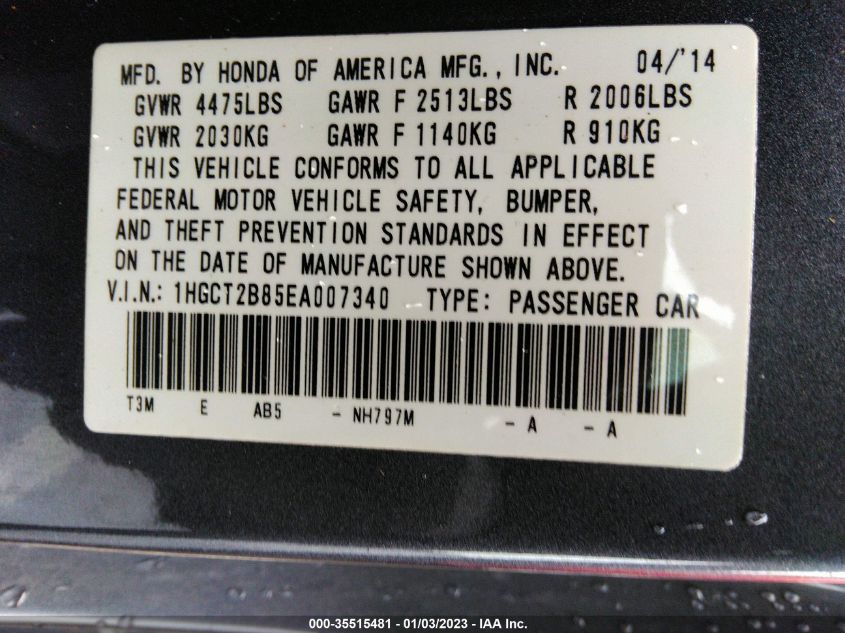 MFD. BY HONDA OF AMERICA MFG., INC. 04/'14
GVWR 4475LBS GAWR F 2513LBS R 2006LBS
GVWR 2030KG GAWR F 1140KG R 910KG
THIS VEHICLE CONFORMS TO ALL APPLICABLE
FEDERAL MOTOR VEHICLE SAFETY, BUMPER,
AND THEFT PREVENTION STANDARDS IN EFFECT
ON THE DATE OF MANUFACTURE SHOWN ABOVE.
V.I.N.: 1HGCT2B85EA007340 TYPE: PASSENGER CAR
T3M E AB5 - NH797M - A - A
000-35515481 - 01/03/2023 - IAA Inc.